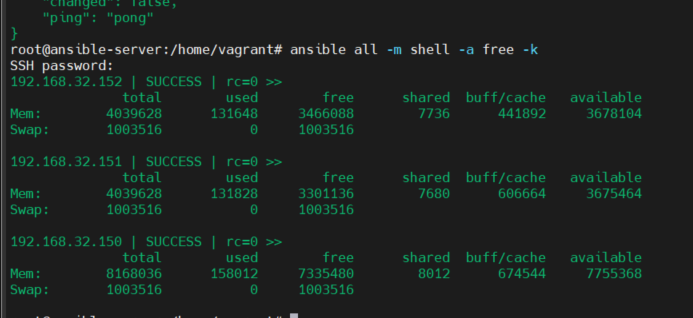 "changed": false,
"ping": "pong"
}
root@ansible-server:/home/vagrant# ansible all -m shell -a free -k
SSH password:
192.168.32.152 | SUCCESS | rc=0 >>
total used free shared buff/cache available
Mem: 4039628 131648 3466088 7736 441892 3678104
Swap: 1003516 0 1003516
192.168.32.151 | SUCCESS | rc=0 >>
total used free shared buff/cache available
Mem: 4039628 131828 3301136 7680 606664 3675464
Swap: 1003516 0 1003516
192.168.32.150 | SUCCESS | rc=0 >>
total used free shared buff/cache available
Mem: 8168036 158012 7335480 8012 674544 7755368
Swap: 1003516 0 1003516